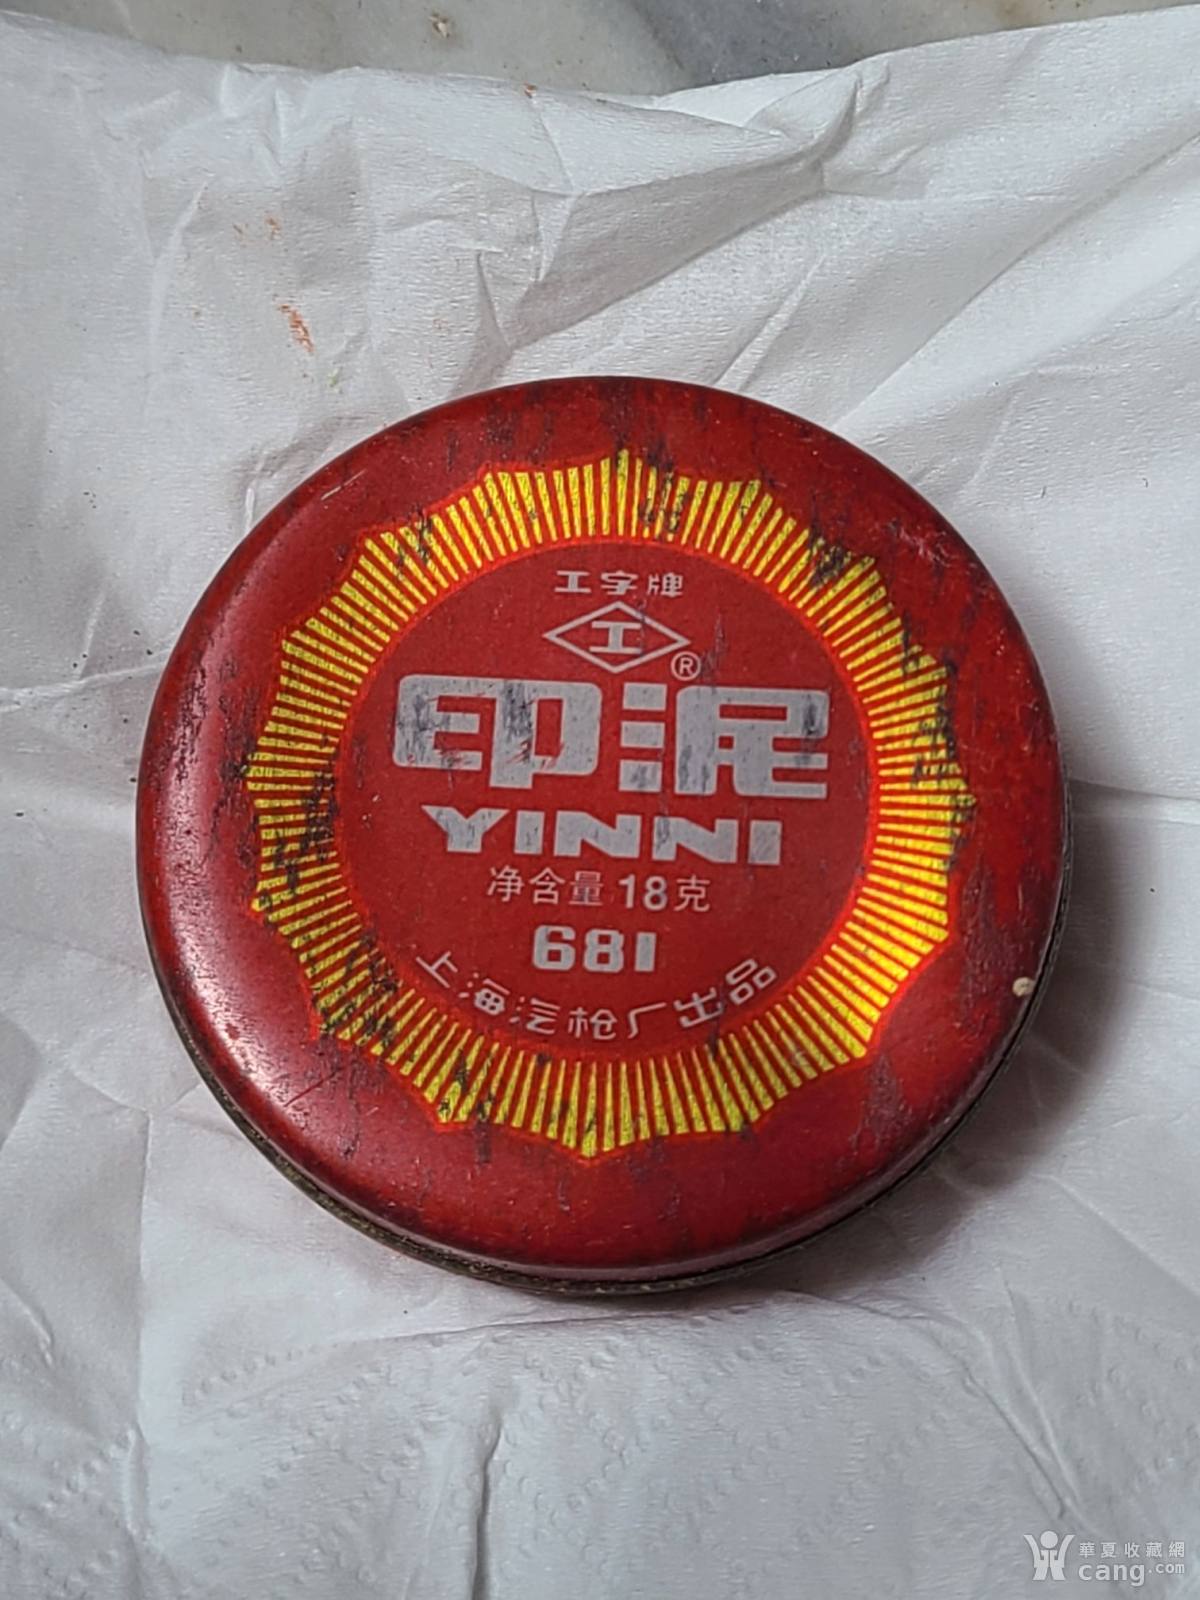 工字牌
工
®
印泥
YINNI
净含量 18克
681
上海汽枪厂出品
華夏收藏網
cang.com